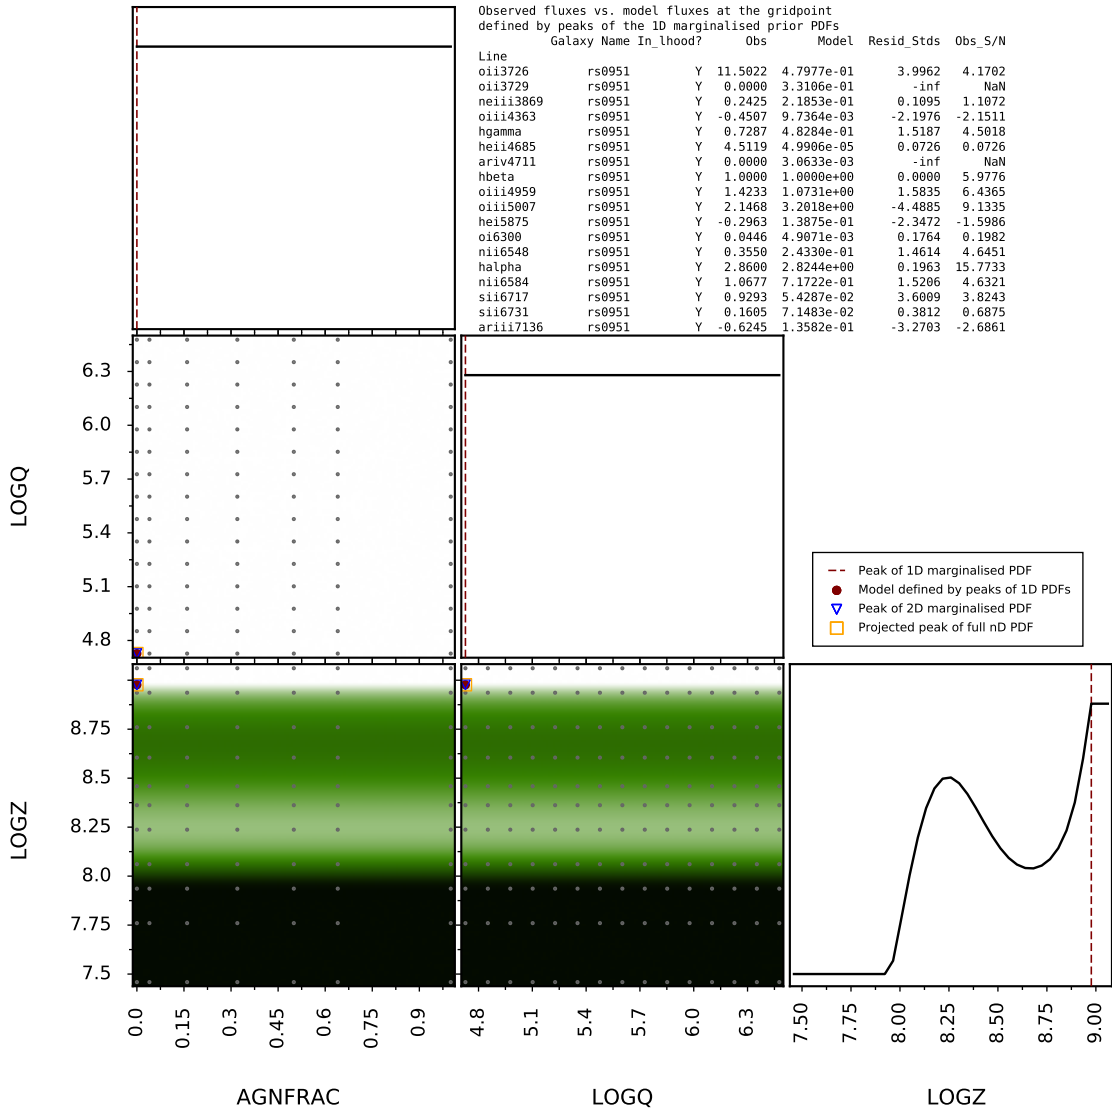 Observed fluxes vs. model fluxes at the gridpoint
defined by peaks of the 1D marginalised prior PDFs
Galaxy Name In_lhood? Obs Model Resid_Stds Obs_S/N
Line
oii3726 rs0951 Y 11.5022 4.7977e-01 3.9962 4.1702
oii3729 rs0951 Y 0.0000 3.3106e-01 -inf NaN
neiii3869 rs0951 Y 0.2425 2.1853e-01 0.1095 1.1072
oiii4363 rs0951 Y -0.4507 9.7364e-03 -2.1976 -2.1511
hgamma rs0951 Y 0.7287 4.8284e-01 1.5187 4.5018
heii4685 rs0951 Y 4.5119 4.9906e-05 0.0726 0.0726
ariv4711 rs0951 Y 0.0000 3.0633e-03 -inf NaN
hbeta rs0951 Y 1.0000 1.0000e+00 0.0000 5.9776
oiii4959 rs0951 Y 1.4233 1.0731e+00 1.5835 6.4365
oiii5007 rs0951 Y 2.1468 3.2018e+00 -4.4885 9.1335
hei5875 rs0951 Y -0.2963 1.3875e-01 -2.3472 -1.5986
oi6300 rs0951 Y 0.0446 4.9071e-03 0.1764 0.1982
nii6548 rs0951 Y 0.3550 2.4330e-01 1.4614 4.6451
halpha rs0951 Y 2.8600 2.8244e+00 0.1963 15.7733
nii6584 rs0951 Y 1.0677 7.1722e-01 1.5206 4.6321
sii6717 rs0951 Y 0.9293 5.4287e-02 3.6009 3.8243
sii6731 rs0951 Y 0.1605 7.1483e-02 0.3812 0.6875
ariii7136 rs0951 Y -0.6245 1.3582e-01 -3.2703 -2.6861
6.3
6.0
5.7
5.4
5.1
4.8
LOGQ
Peak of 1D marginalised PDF
Model defined by peaks of 1D PDFs
Peak of 2D marginalised PDF
Projected peak of full nD PDF
8.75
8.5
8.25
8.0
7.75
7.5
LOGZ
0.0 0.15 0.3 0.45 0.6 0.75 0.9
4.8 5.1 5.4 5.7 6.0 6.3
7.50 7.75 8.00 8.25 8.50 8.75 9.00
AGNFRAC LOGQ LOGZ